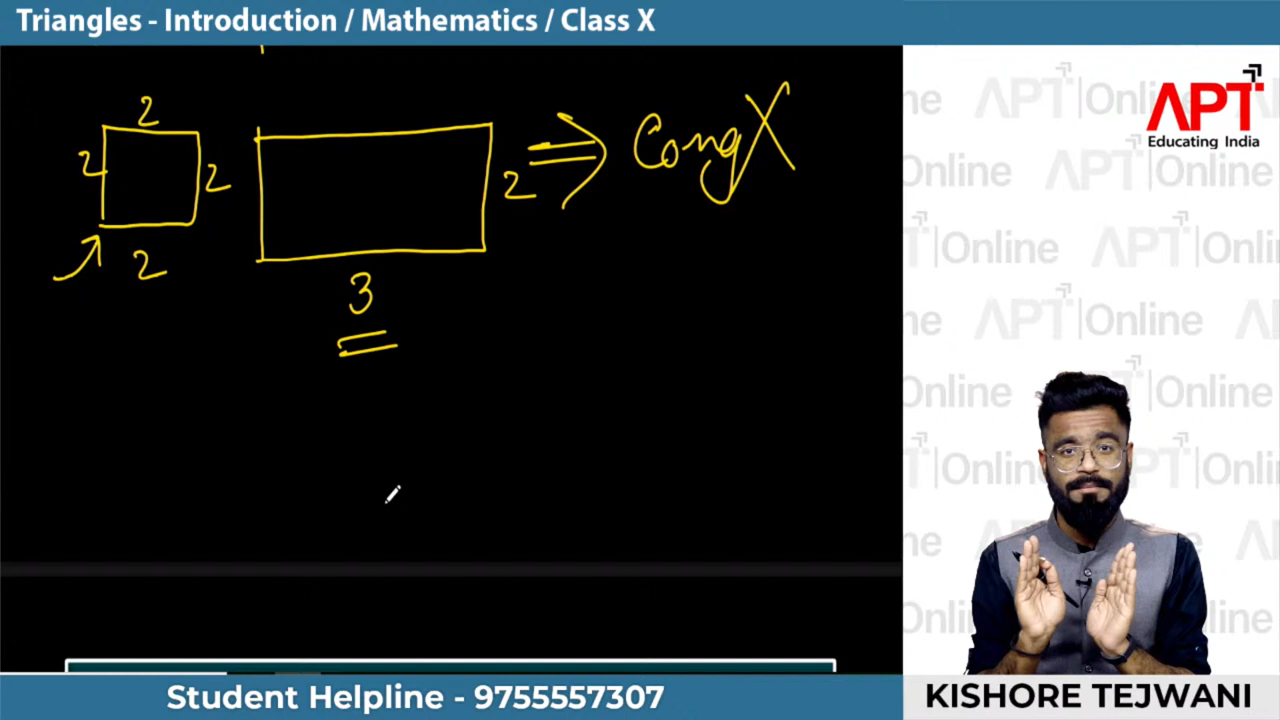 Triangles - Introduction / Mathematics / Class X
APT
Educating India
2
2
2
2
2
3
Cong X
APT|Online
Student Helpline - 9755557307
KISHORE TEJWANI